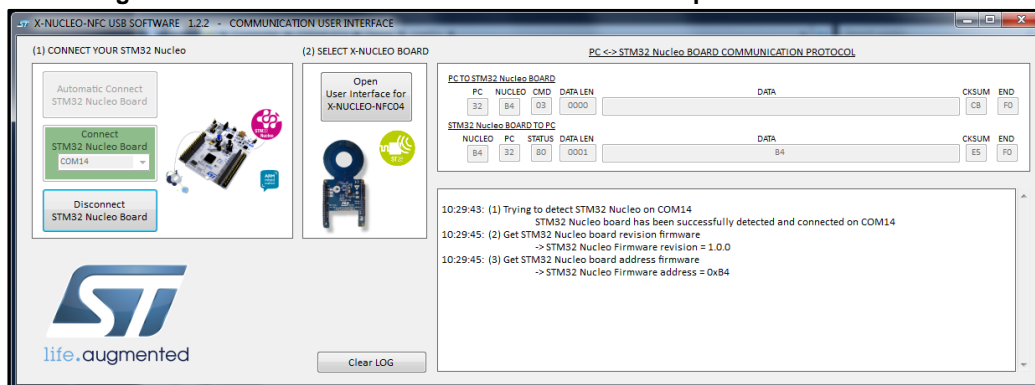 X-NUCLEO-NFC USB SOFTWARE 1.2.2 - COMMUNICATION USER INTERFACE
(1) CONNECT YOUR STM32 Nucleo
Automatic Connect
STM32 Nucleo Board
Connect
STM32 Nucleo Board
COM14
Disconnect
STM32 Nucleo Board
STM32
Nucleo
ARM
(2) SELECT X-NUCLEO BOARD
Open
User Interface for
X-NUCLEO-NFC04
ST25
PC <-> STM32 Nucleo BOARD COMMUNICATION PROTOCOL
PC TO STM32 Nucleo BOARD
PC NUCLEO CMD DATA LEN DATA CKSUM END
32 B4 03 0000 CB F0
STM32 Nucleo BOARD TO PC
NUCLEO PC STATUS DATA LEN DATA CKSUM END
B4 32 80 0001 B4 E5 F0
10:29:43: (1) Trying to detect STM32 Nucleo on COM14
STM32 Nucleo board has been successfully detected and connected on COM14
10:29:45: (2) Get STM32 Nucleo board revision firmware
-> STM32 Nucleo Firmware revision = 1.0.0
10:29:45: (3) Get STM32 Nucleo board address firmware
-> STM32 Nucleo Firmware address = 0xB4
ST
life.augmented
Clear LOG